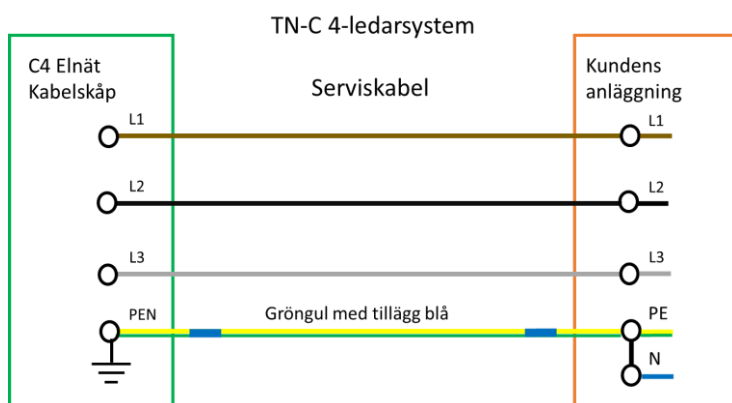 TN-C 4-ledarsystem
C4 Elnät
Kabelskåp
Serviskabel
Kundens
anläggning
L1
L1
L2
L2
L3
L3
PEN
Gröngul med tillägg blå
PE
N